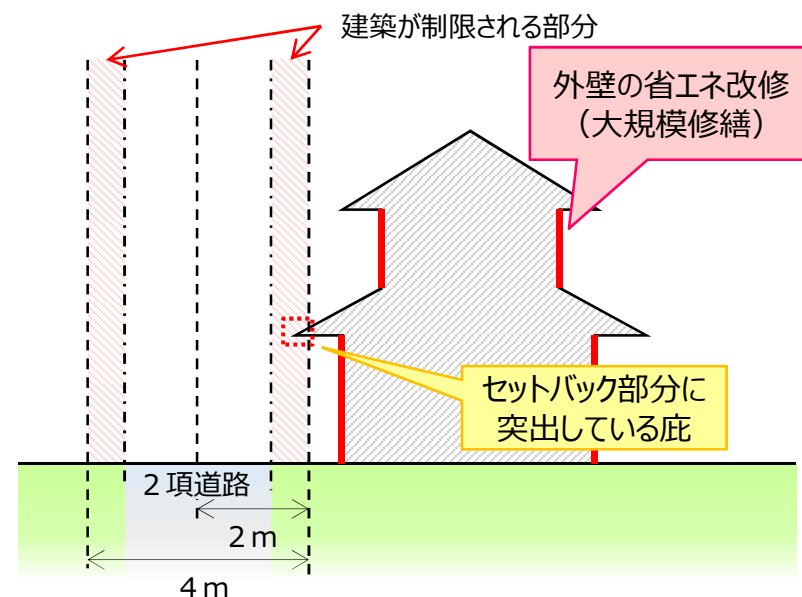 建築が制限される部分
外壁の省エネ改修
（大規模修繕）
セットバック部分に
突出している庇
２項道路
２ｍ
４ｍ